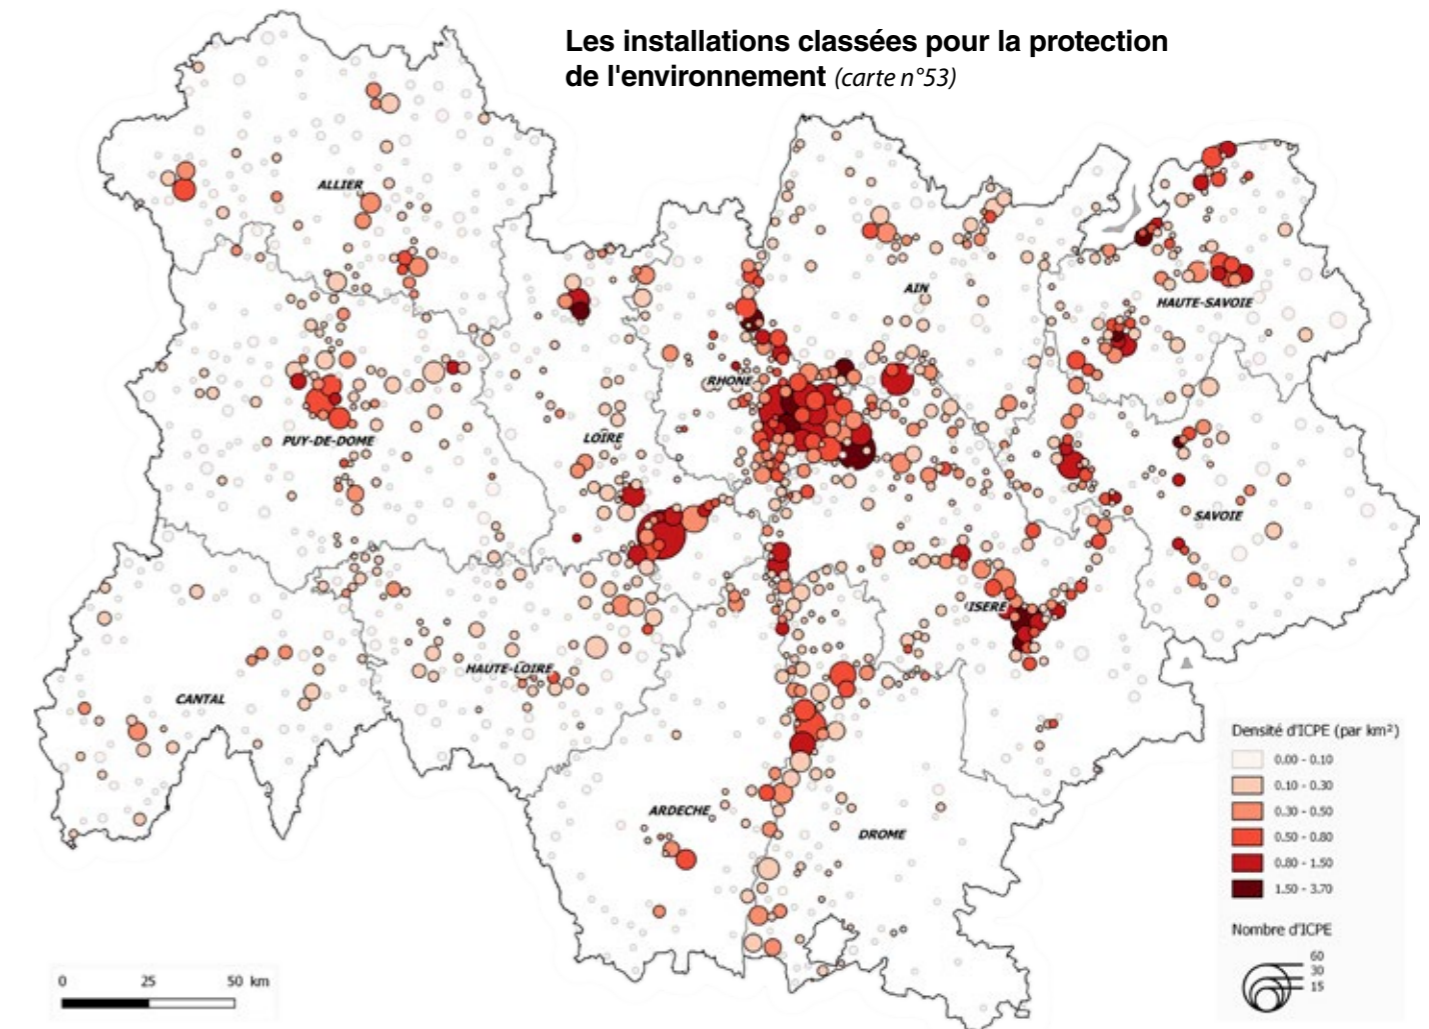 Les installations classées pour la protection
de l'environnement (carte n°53)
ALLIER
AIN
HAUTE-SAVOIE
RHONE
LOIRE
PUY-DE-DOME
SAVOIE
ISERE
HAUTE-LOIRE
CANTAL
ARDECHE
DROME
Densité d'ICPE (par km²)
0.00 - 0.10
0.10 - 0.30
0.30 - 0.50
0.50 - 0.80
0.80 - 1.50
1.50 - 3.70
Nombre d'ICPE
60
30
15
0 25 50 km